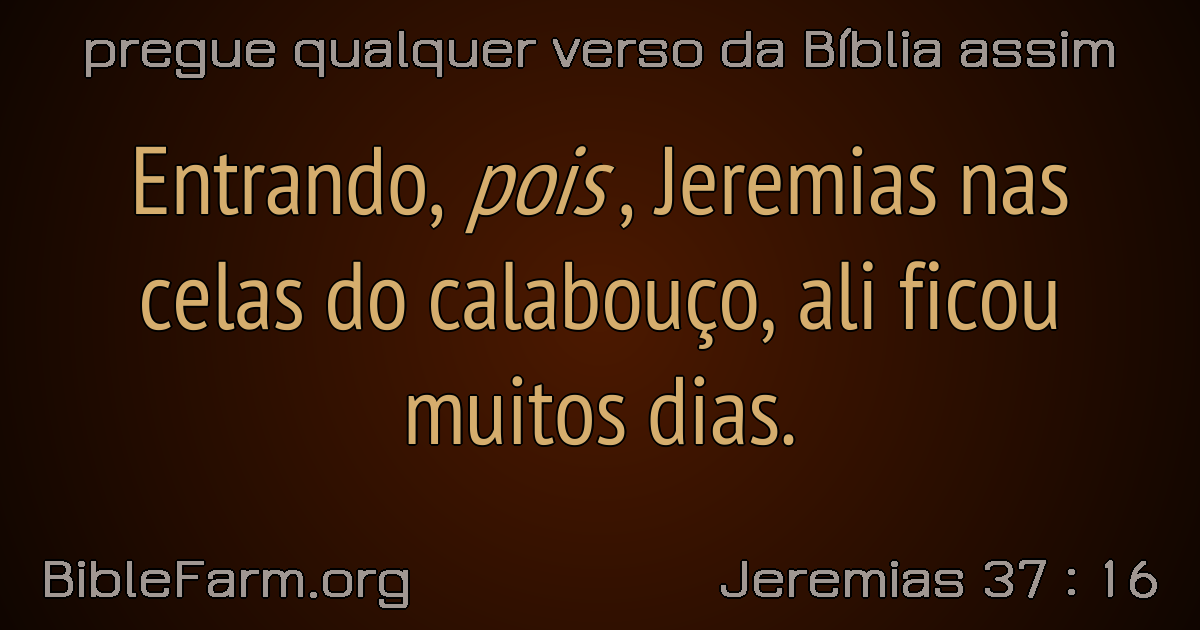 pregue qualquer verso da Bíblia assim
Entrando, pois, Jeremias nas
celas do calabouço, ali ficou
muitos dias.
BibleFarm.org
Jeremias 37 : 16